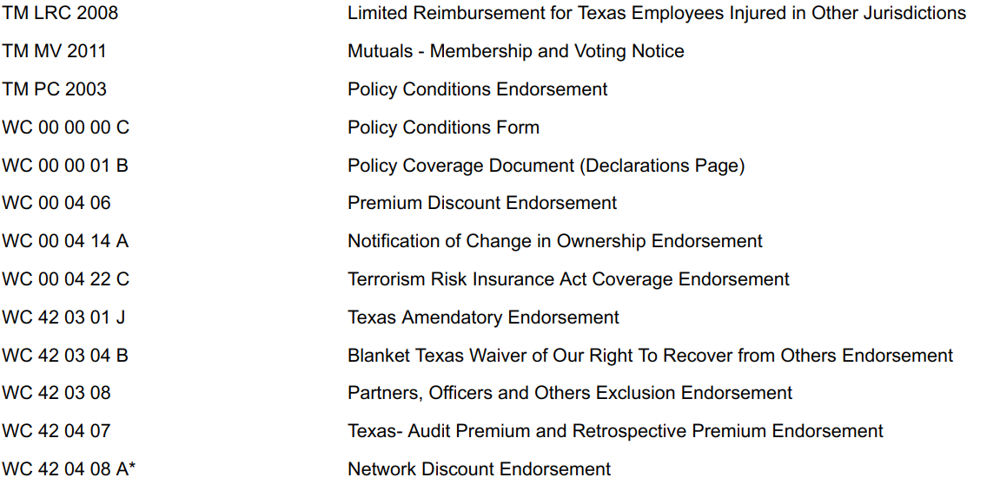 TM LRC 2008 Limited Reimbursement for Texas Employees Injured in Other Jurisdictions
TM MV 2011 Mutuals - Membership and Voting Notice
TM PC 2003 Policy Conditions Endorsement
WC 00 00 00 C Policy Conditions Form
WC 00 00 01 B Policy Coverage Document (Declarations Page)
WC 00 04 06 Premium Discount Endorsement
WC 00 04 14 A Notification of Change in Ownership Endorsement
WC 00 04 22 C Terrorism Risk Insurance Act Coverage Endorsement
WC 42 03 01 J Texas Amendatory Endorsement
WC 42 03 04 B Blanket Texas Waiver of Our Right To Recover from Others Endorsement
WC 42 03 08 Partners, Officers and Others Exclusion Endorsement
WC 42 04 07 Texas- Audit Premium and Retrospective Premium Endorsement
WC 42 04 08 A* Network Discount Endorsement